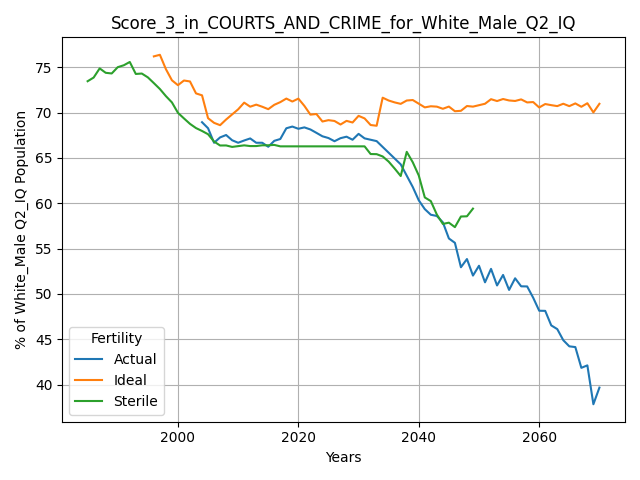 Score_3_in_COURTS_AND_CRIME_for_White_Male_Q2_IQ
% of White_Male Q2_IQ Population
75
70
65
60
55
50
45
40
Fertility
Actual
Ideal
Sterile
2000
2020
2040
2060
Years